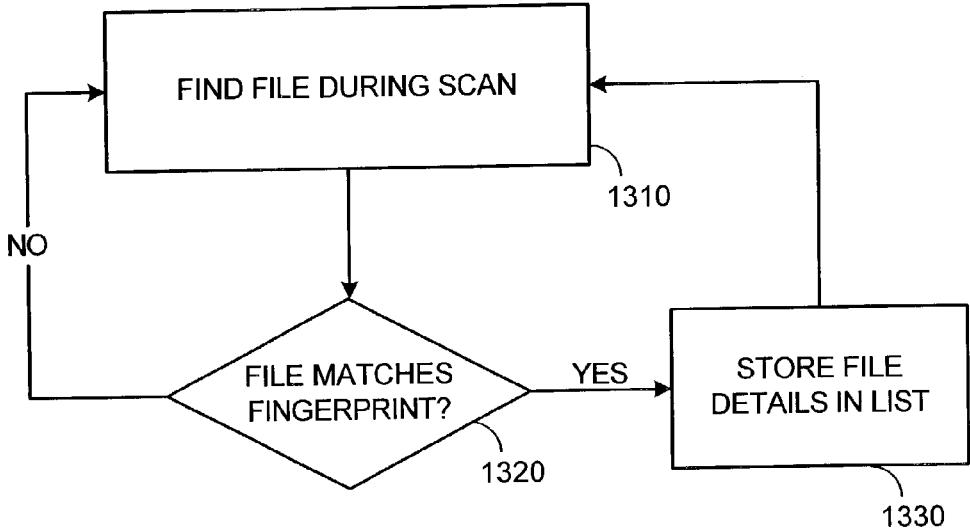 FIND FILE DURING SCAN
1310
NO
FILE MATCHES
FINGERPRINT?
YES
STORE FILE
DETAILS IN LIST
1320
1330